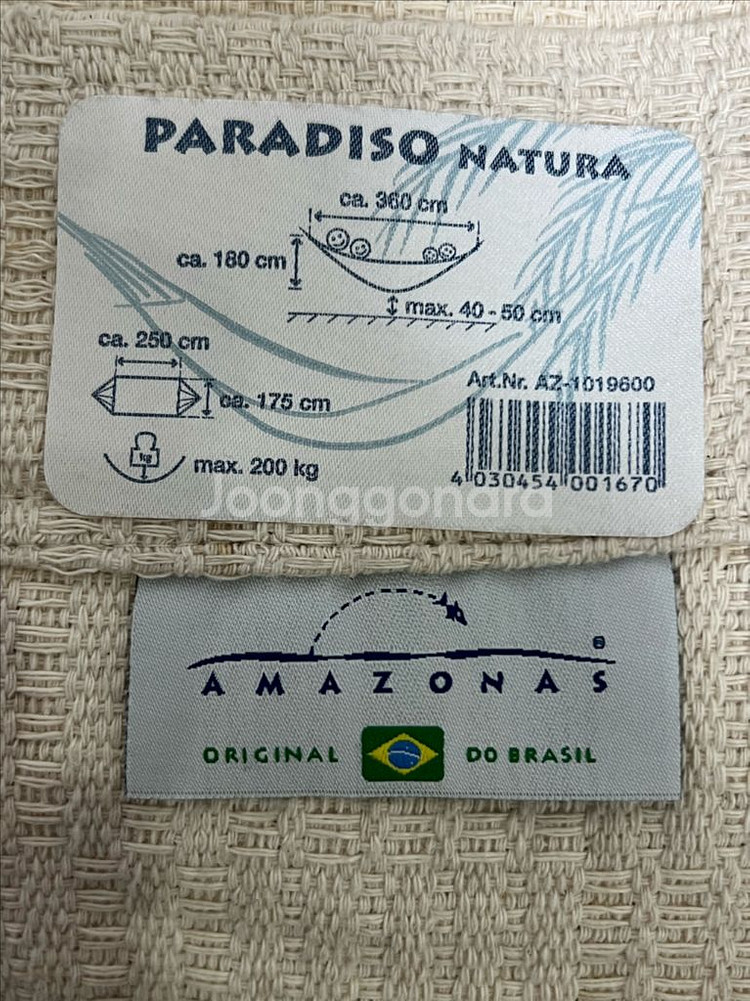 PARADISO NATURA
ca. 360 cm
ca. 180 cm
max. 40 - 50 cm
ca. 250 cm
Art.Nr. AZ-1019600
ca. 175 cm
kg
max. 200 kg
4 030454 001670
Joonggonara
®
AMAZONAS
ORIGINAL DO BRASIL